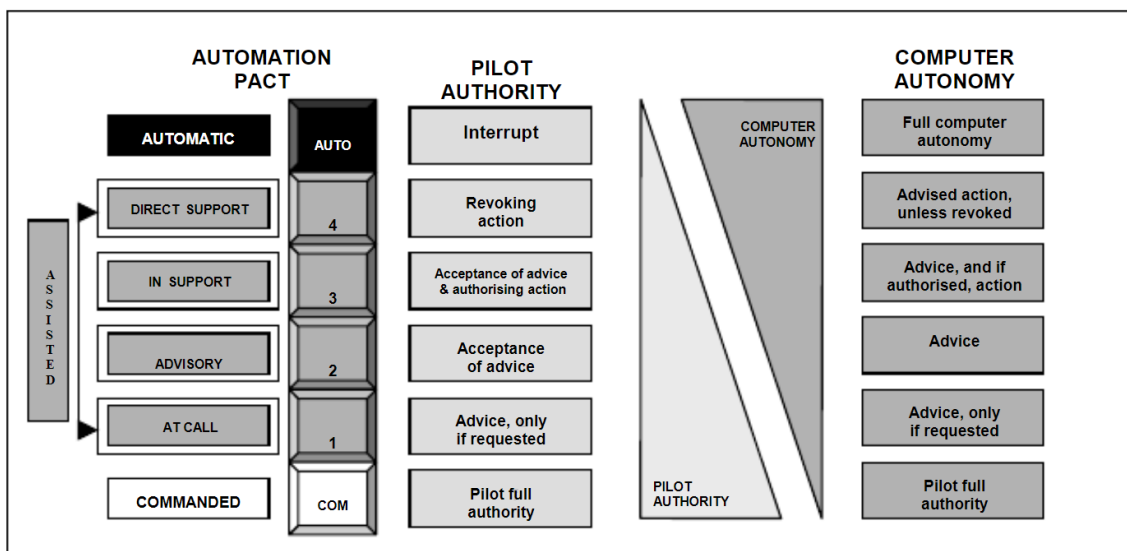 AUTOMATION
PACT
PILOT
AUTHORITY
COMPUTER
AUTONOMY
AUTOMATIC
AUTO
Interrupt
COMPUTER
AUTONOMY
Full computer
autonomy
DIRECT SUPPORT
4
Revoking
action
Advised action,
unless revoked
ASSISTED
IN SUPPORT
3
Acceptance of advice
& authorising action
Advice, and if
authorised, action
ADVISORY
2
Acceptance
of advice
Advice
AT CALL
1
Advice, only
if requested
Advice, only
if requested
COMMANDED
COM
Pilot full
authority
PILOT
AUTHORITY
Pilot full
authority